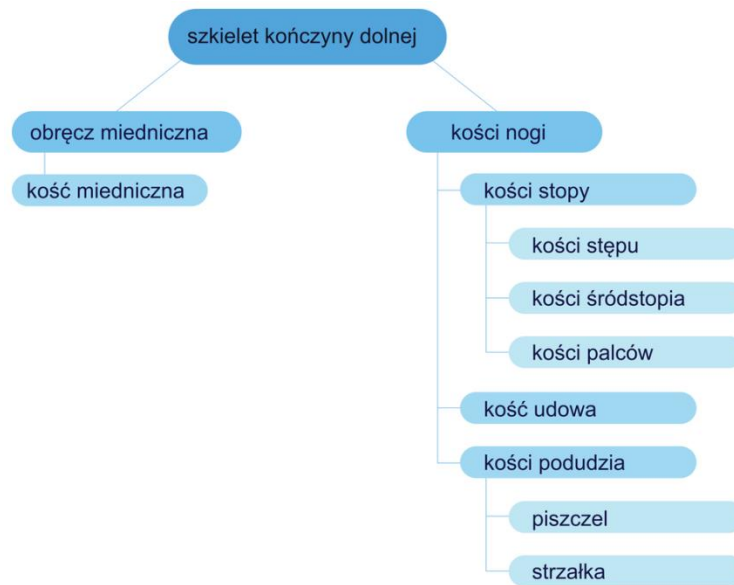 szkielet kończyny dolnej
obręcz miedniczna
kość miedniczna
kości nogi
kości stopy
kości stępu
kości śródstopia
kości palców
kość udowa
kości podudzia
piszczel
strzałka